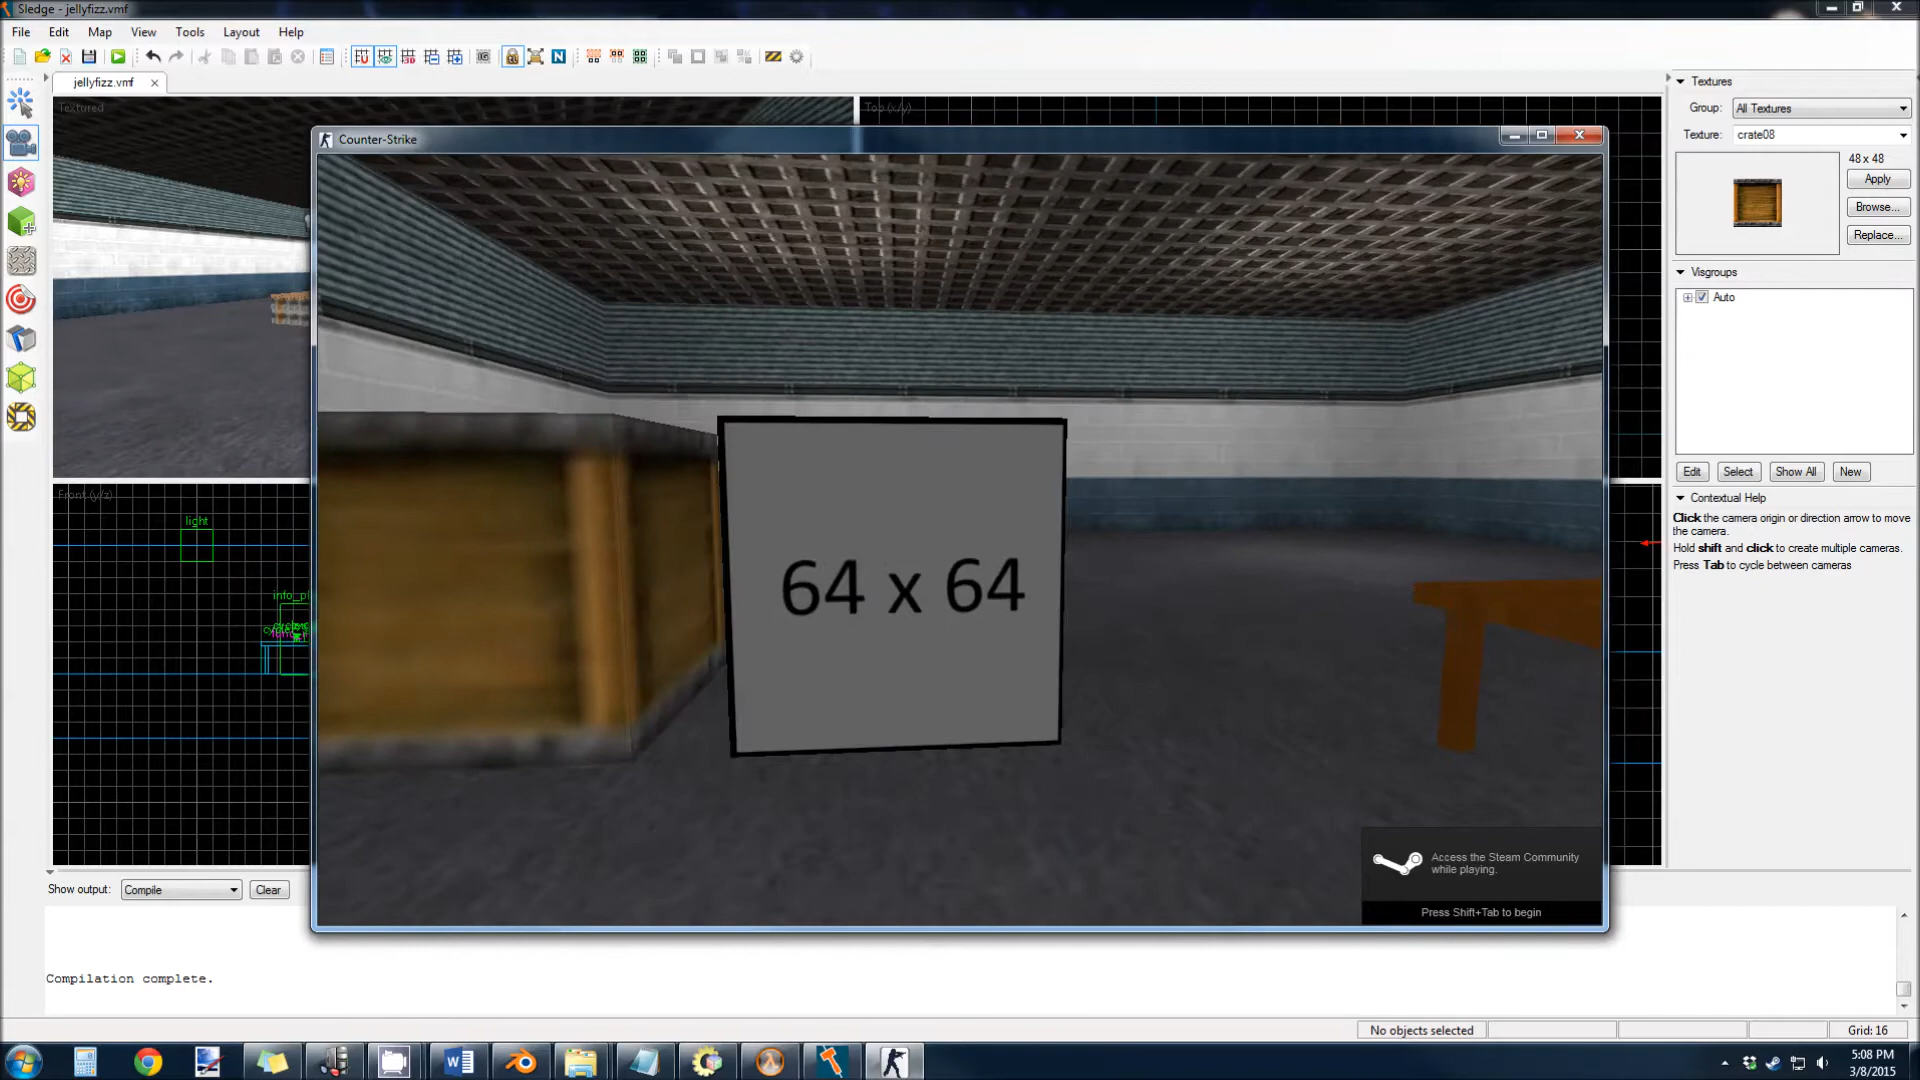 Sledge - jellyfizz.vmf
File Edit Map View Tools Layout Help
jellyfizz.vmf
Textured
Top (x/y)
Counter-Strike
64 x 64
Front (y/z)
light
Access the Steam Community
while playing.
Press Shift+Tab to begin
Textures
Group: All Textures
Texture: crate08
48 x 48
Apply
Browse...
Replace...
Visgroups
Auto
Edit Select Show All New
Contextual Help
Click the camera origin or direction arrow to move
the camera.
Hold shift and click to create multiple cameras.
Press Tab to cycle between cameras
Show output: Compile Clear
Compilation complete.
No objects selected
Grid: 16
5:08 PM
3/8/2015